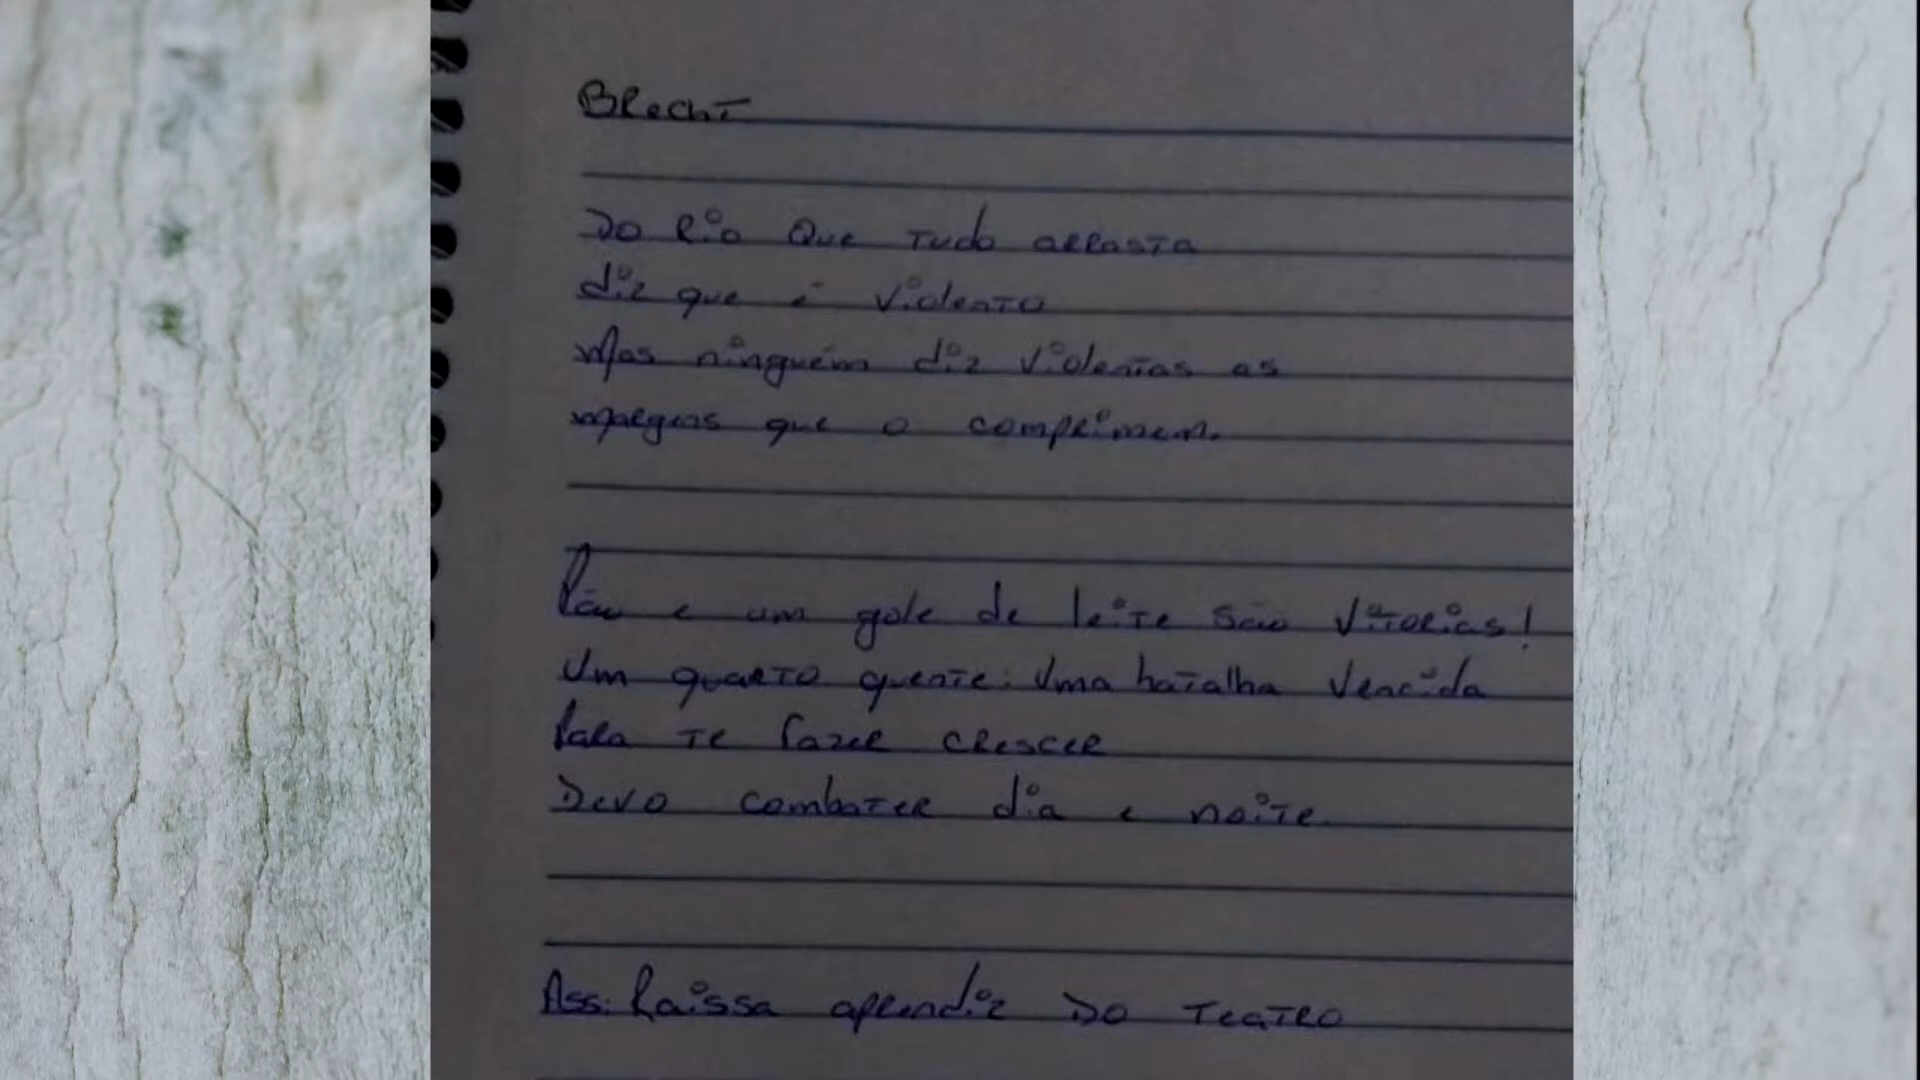 Brecht
Do Rio Que Tudo arrasta
diz que é violento
Mas ninguém diz violentas as
margens que o comprimem.
Pão e um gole de leite são vitorias!
Um quarto quente: Uma batalha vencida
Para te fazer crescer
Devo combater dia e noite.
Ass: Raissa aprendiz do Teatro